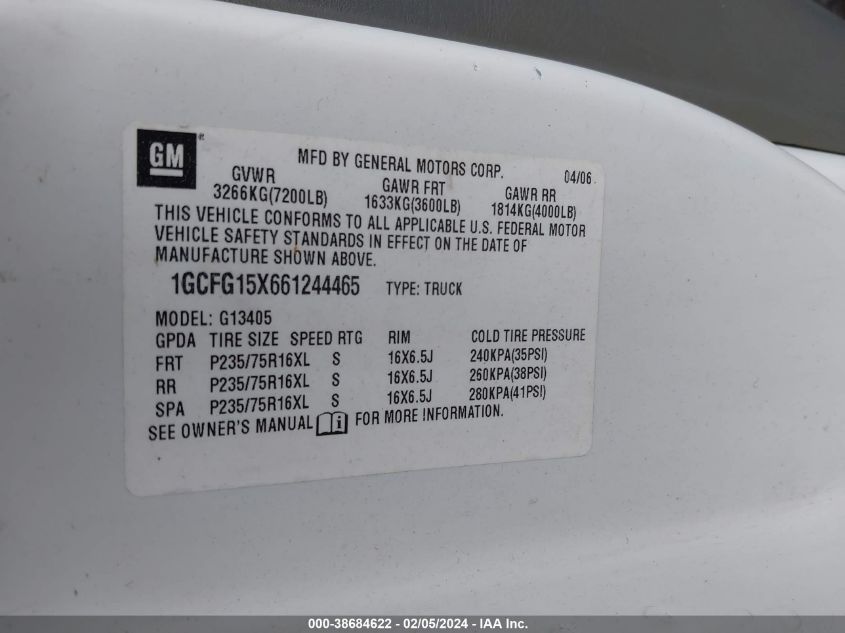 GM®
MFD BY GENERAL MOTORS CORP. 04/06
GVWR GAWR FRT GAWR RR
3266KG(7200LB) 1633KG(3600LB) 1814KG(4000LB)
THIS VEHICLE CONFORMS TO ALL APPLICABLE U.S. FEDERAL MOTOR
VEHICLE SAFETY STANDARDS IN EFFECT ON THE DATE OF
MANUFACTURE SHOWN ABOVE.
1GCFG15X661244465 TYPE: TRUCK
MODEL: G13405
GPDA TIRE SIZE SPEED RTG RIM COLD TIRE PRESSURE
FRT P235/75R16XL S 16X6.5J 240KPA(35PSI)
RR P235/75R16XL S 16X6.5J 260KPA(38PSI)
SPA P235/75R16XL S 16X6.5J 280KPA(41PSI)
SEE OWNER'S MANUAL i FOR MORE INFORMATION.
000-38684622 - 02/05/2024 - IAA Inc.